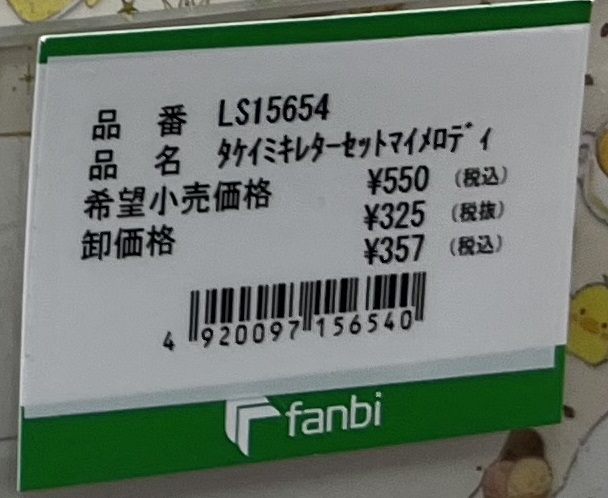 品 番 LS15654
品 名 ﾀｹｲﾐｷﾚﾀｰｾｯﾄﾏｲﾒﾛﾃﾞｨ
希望小売価格 ¥550 (税込)
卸価格 ¥325 (税抜)
¥357 (税込)
4 920097 156540
fanbi